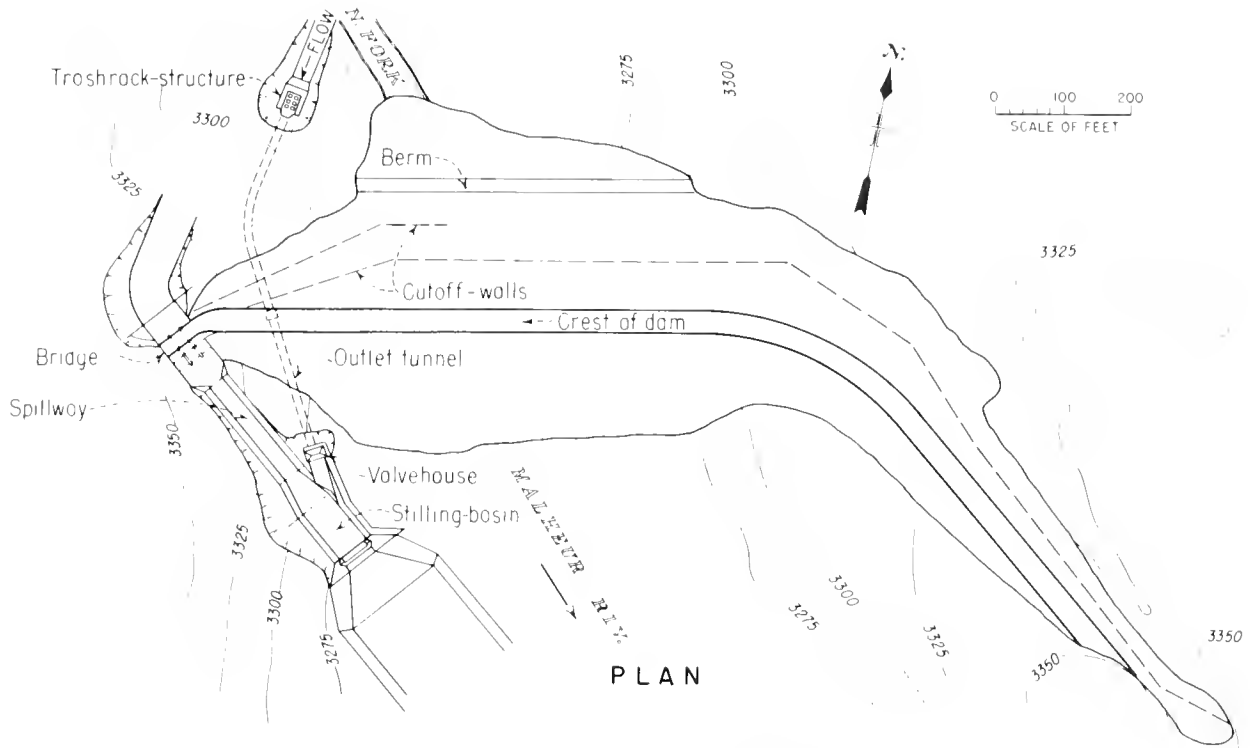 FLOW
N. FORK
Trashrack-structure
3300
3325
3275
3300
N.
0 100 200
SCALE OF FEET
Berm
3325
Cutoff-walls
Crest of dam
Bridge
Outlet tunnel
Spillway
3350
Valvehouse
Stilling-basin
MALHEUR RIV.
3325
3300
3275
3300
3275
3325
3350
3350
PLAN